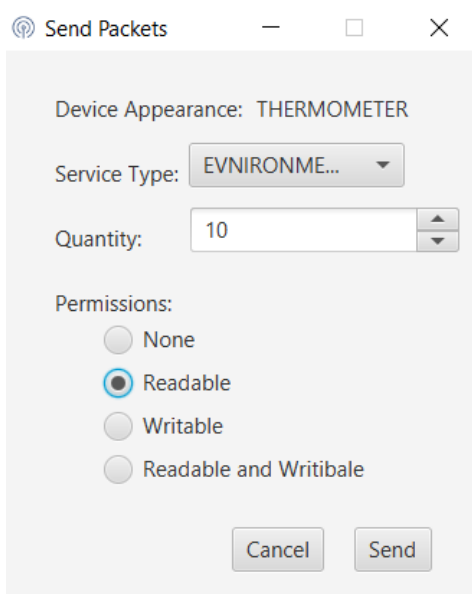 Send Packets
Device Appearance: THERMOMETER
Service Type: EVNIRONME...
Quantity: 10
Permissions:
None
Readable
Writable
Readable and Writibale
Cancel Send